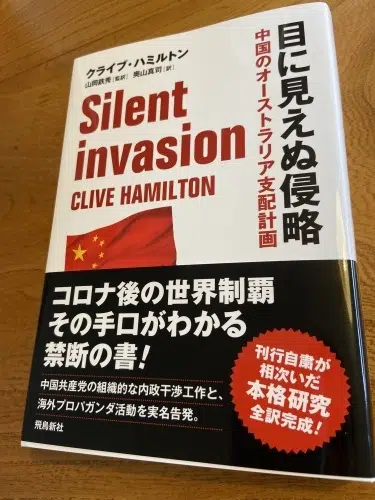 クライブ・ハミルトン
山岡鉄秀[監訳] 奥山真司[訳]
Silent
invasion
CLIVE HAMILTON
目に見えぬ侵略
中国のオーストラリア支配計画
コロナ後の世界制覇
その手口がわかる
禁断の書!
中国共産党の組織的な内政干渉工作と、
海外プロパガンダ活動を実名告発。
飛鳥新社
刊行自粛が
相次いだ
本格研究
全訳完成!